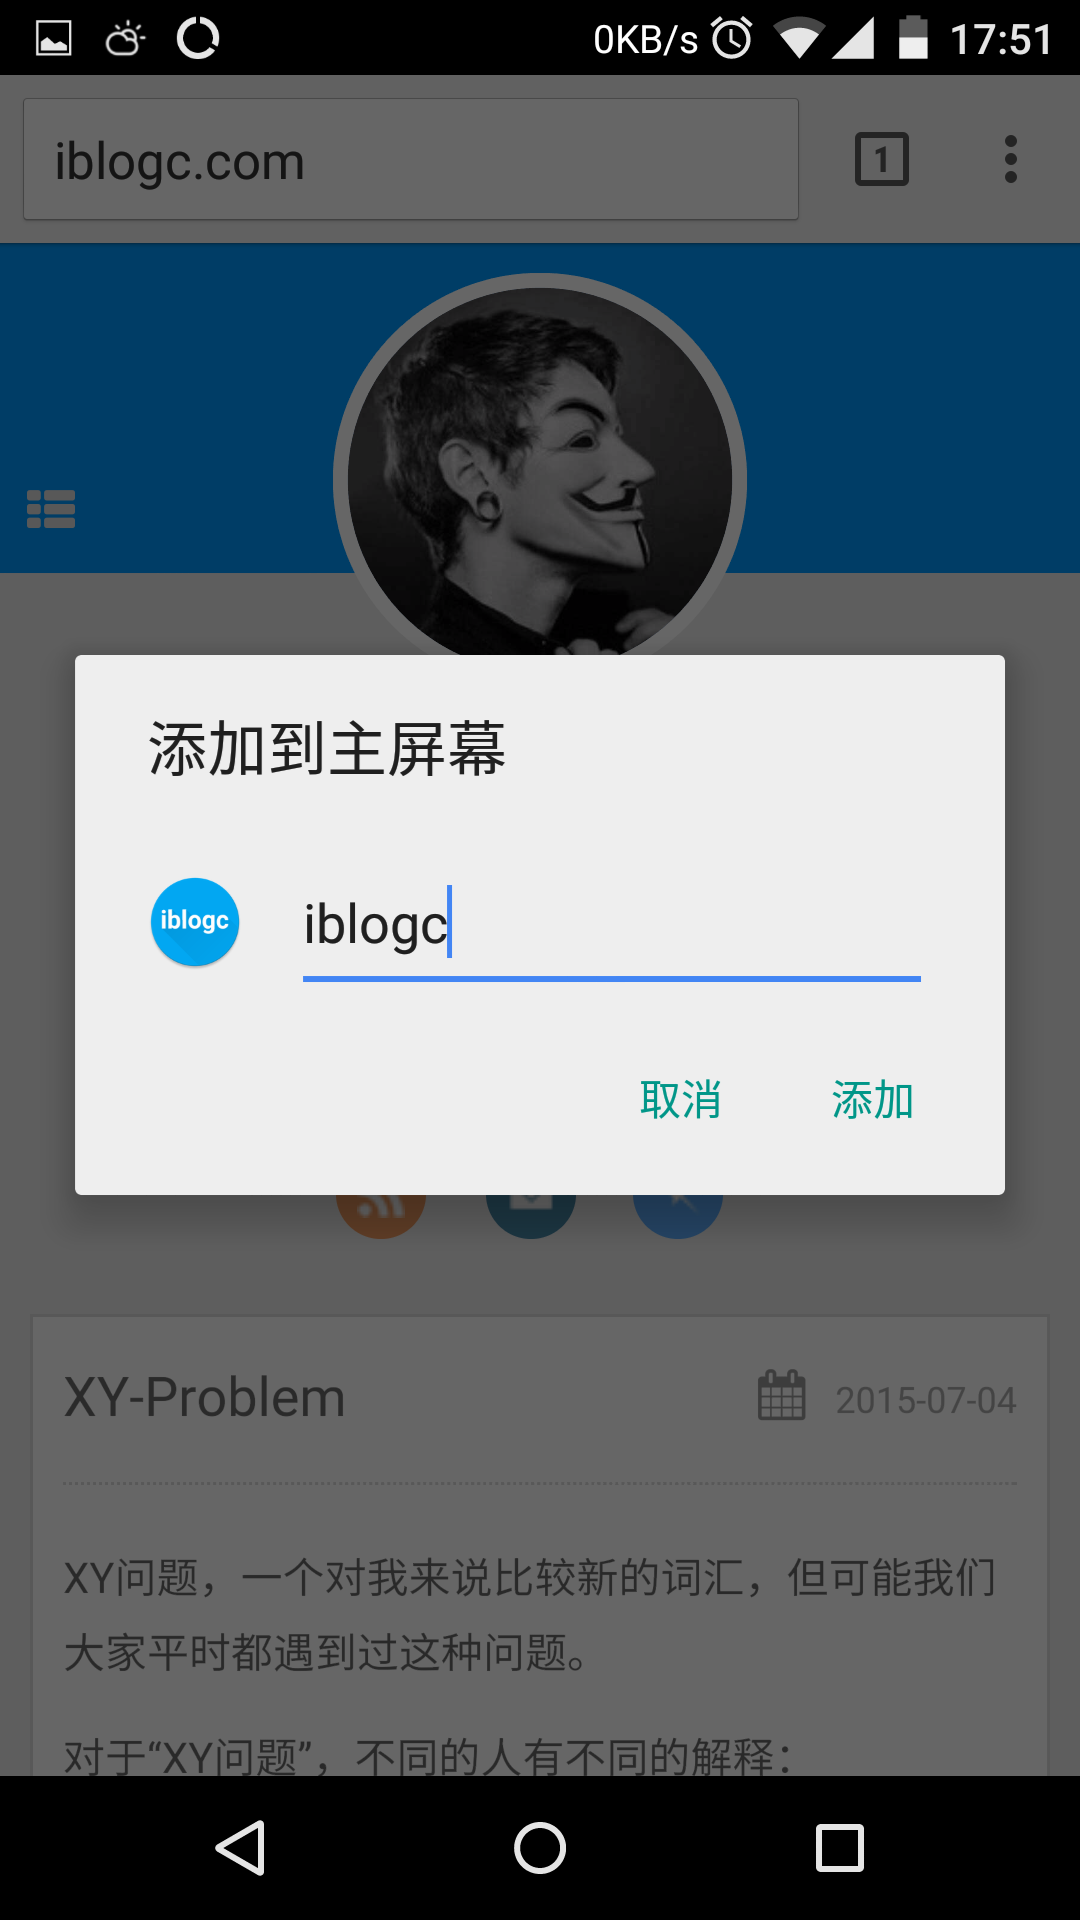 0KB/s 17:51
iblogc.com 1
添加到主屏幕
iblogc iblogc
取消 添加
XY-Problem 2015-07-04
XY问题，一个对我来说比较新的词汇，但可能我们
大家平时都遇到过这种问题。
对于“XY问题”，不同的人有不同的解释：